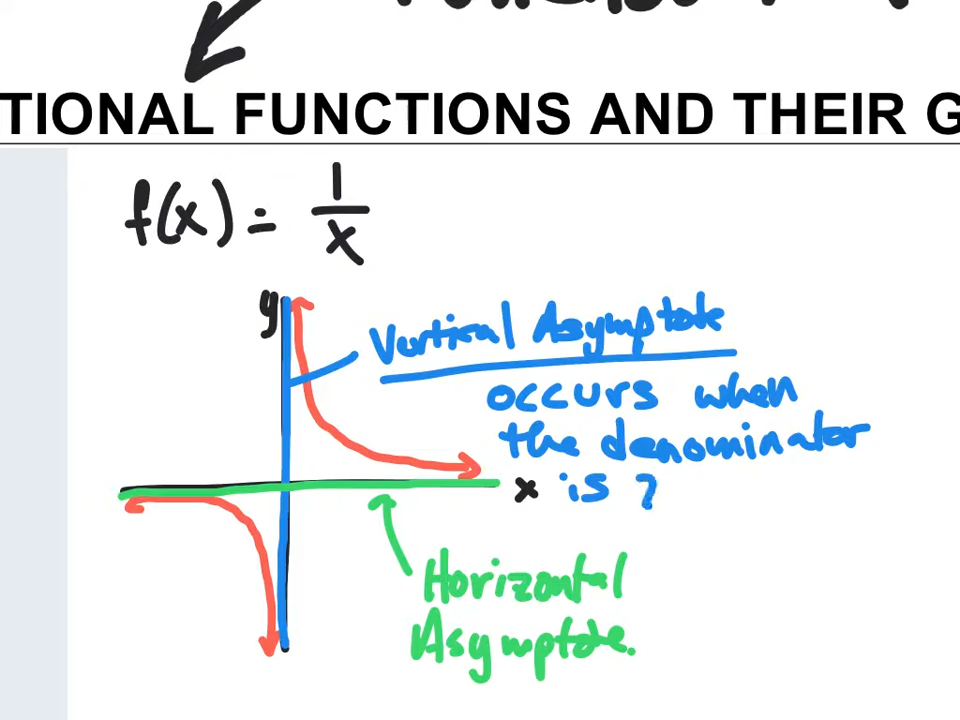 TIONAL FUNCTIONS AND THEIR G
f(x) = 1/x
y
Vertical Asymptote
occurs when
the denominator
x
is ?
Horizontal
Asymptote.